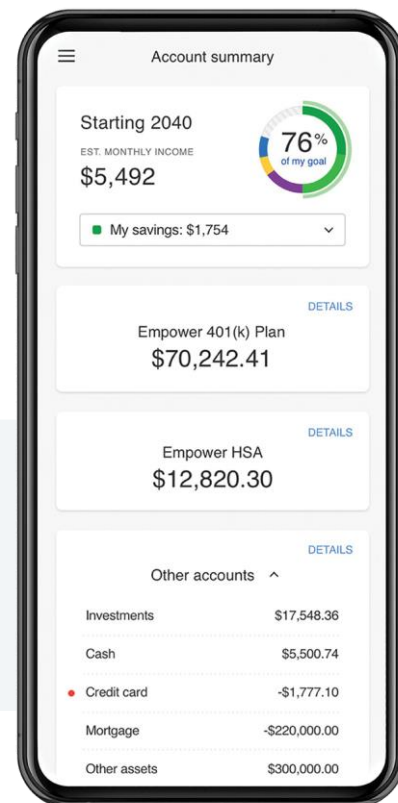 Account summary
Starting 2040
EST. MONTHLY INCOME
$5,492
76%
of my goal
My savings: $1,754
DETAILS
Empower 401(k) Plan
$70,242.41
DETAILS
Empower HSA
$12,820.30
DETAILS
Other accounts
Investments $17,548.36
Cash $5,500.74
Credit card -$1,777.10
Mortgage -$220,000.00
Other assets $300,000.00